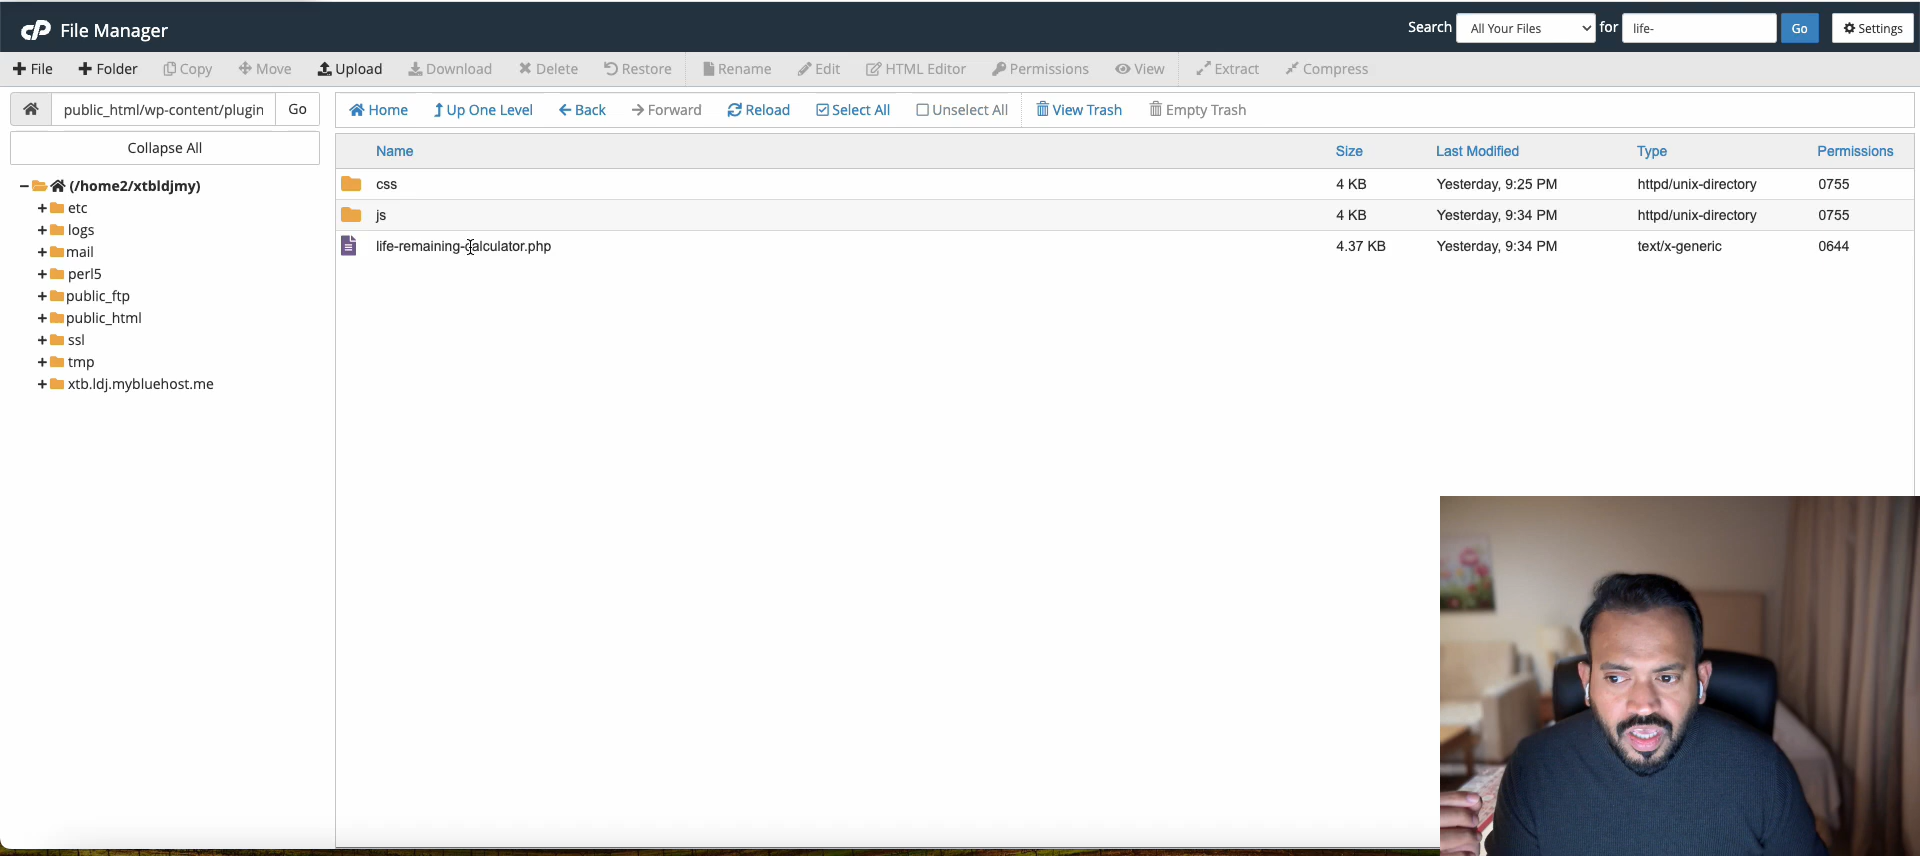 cP File Manager
Search All Your Files for life- Go Settings
File Folder Copy Move Upload Download Delete Restore Rename Edit HTML Editor Permissions View Extract Compress
public_html/wp-content/plugin Go
Home Up One Level Back Forward Reload Select All Unselect All View Trash Empty Trash
Collapse All
(/home2/xtbldjmy)
etc
logs
mail
perl5
public_ftp
public_html
ssl
tmp
xtb.ldj.mybluehost.me
Name Size Last Modified Type Permissions
css 4 KB Yesterday, 9:25 PM httpd/unix-directory 0755
js 4 KB Yesterday, 9:34 PM httpd/unix-directory 0755
life-remaining-calculator.php 4.37 KB Yesterday, 9:34 PM text/x-generic 0644